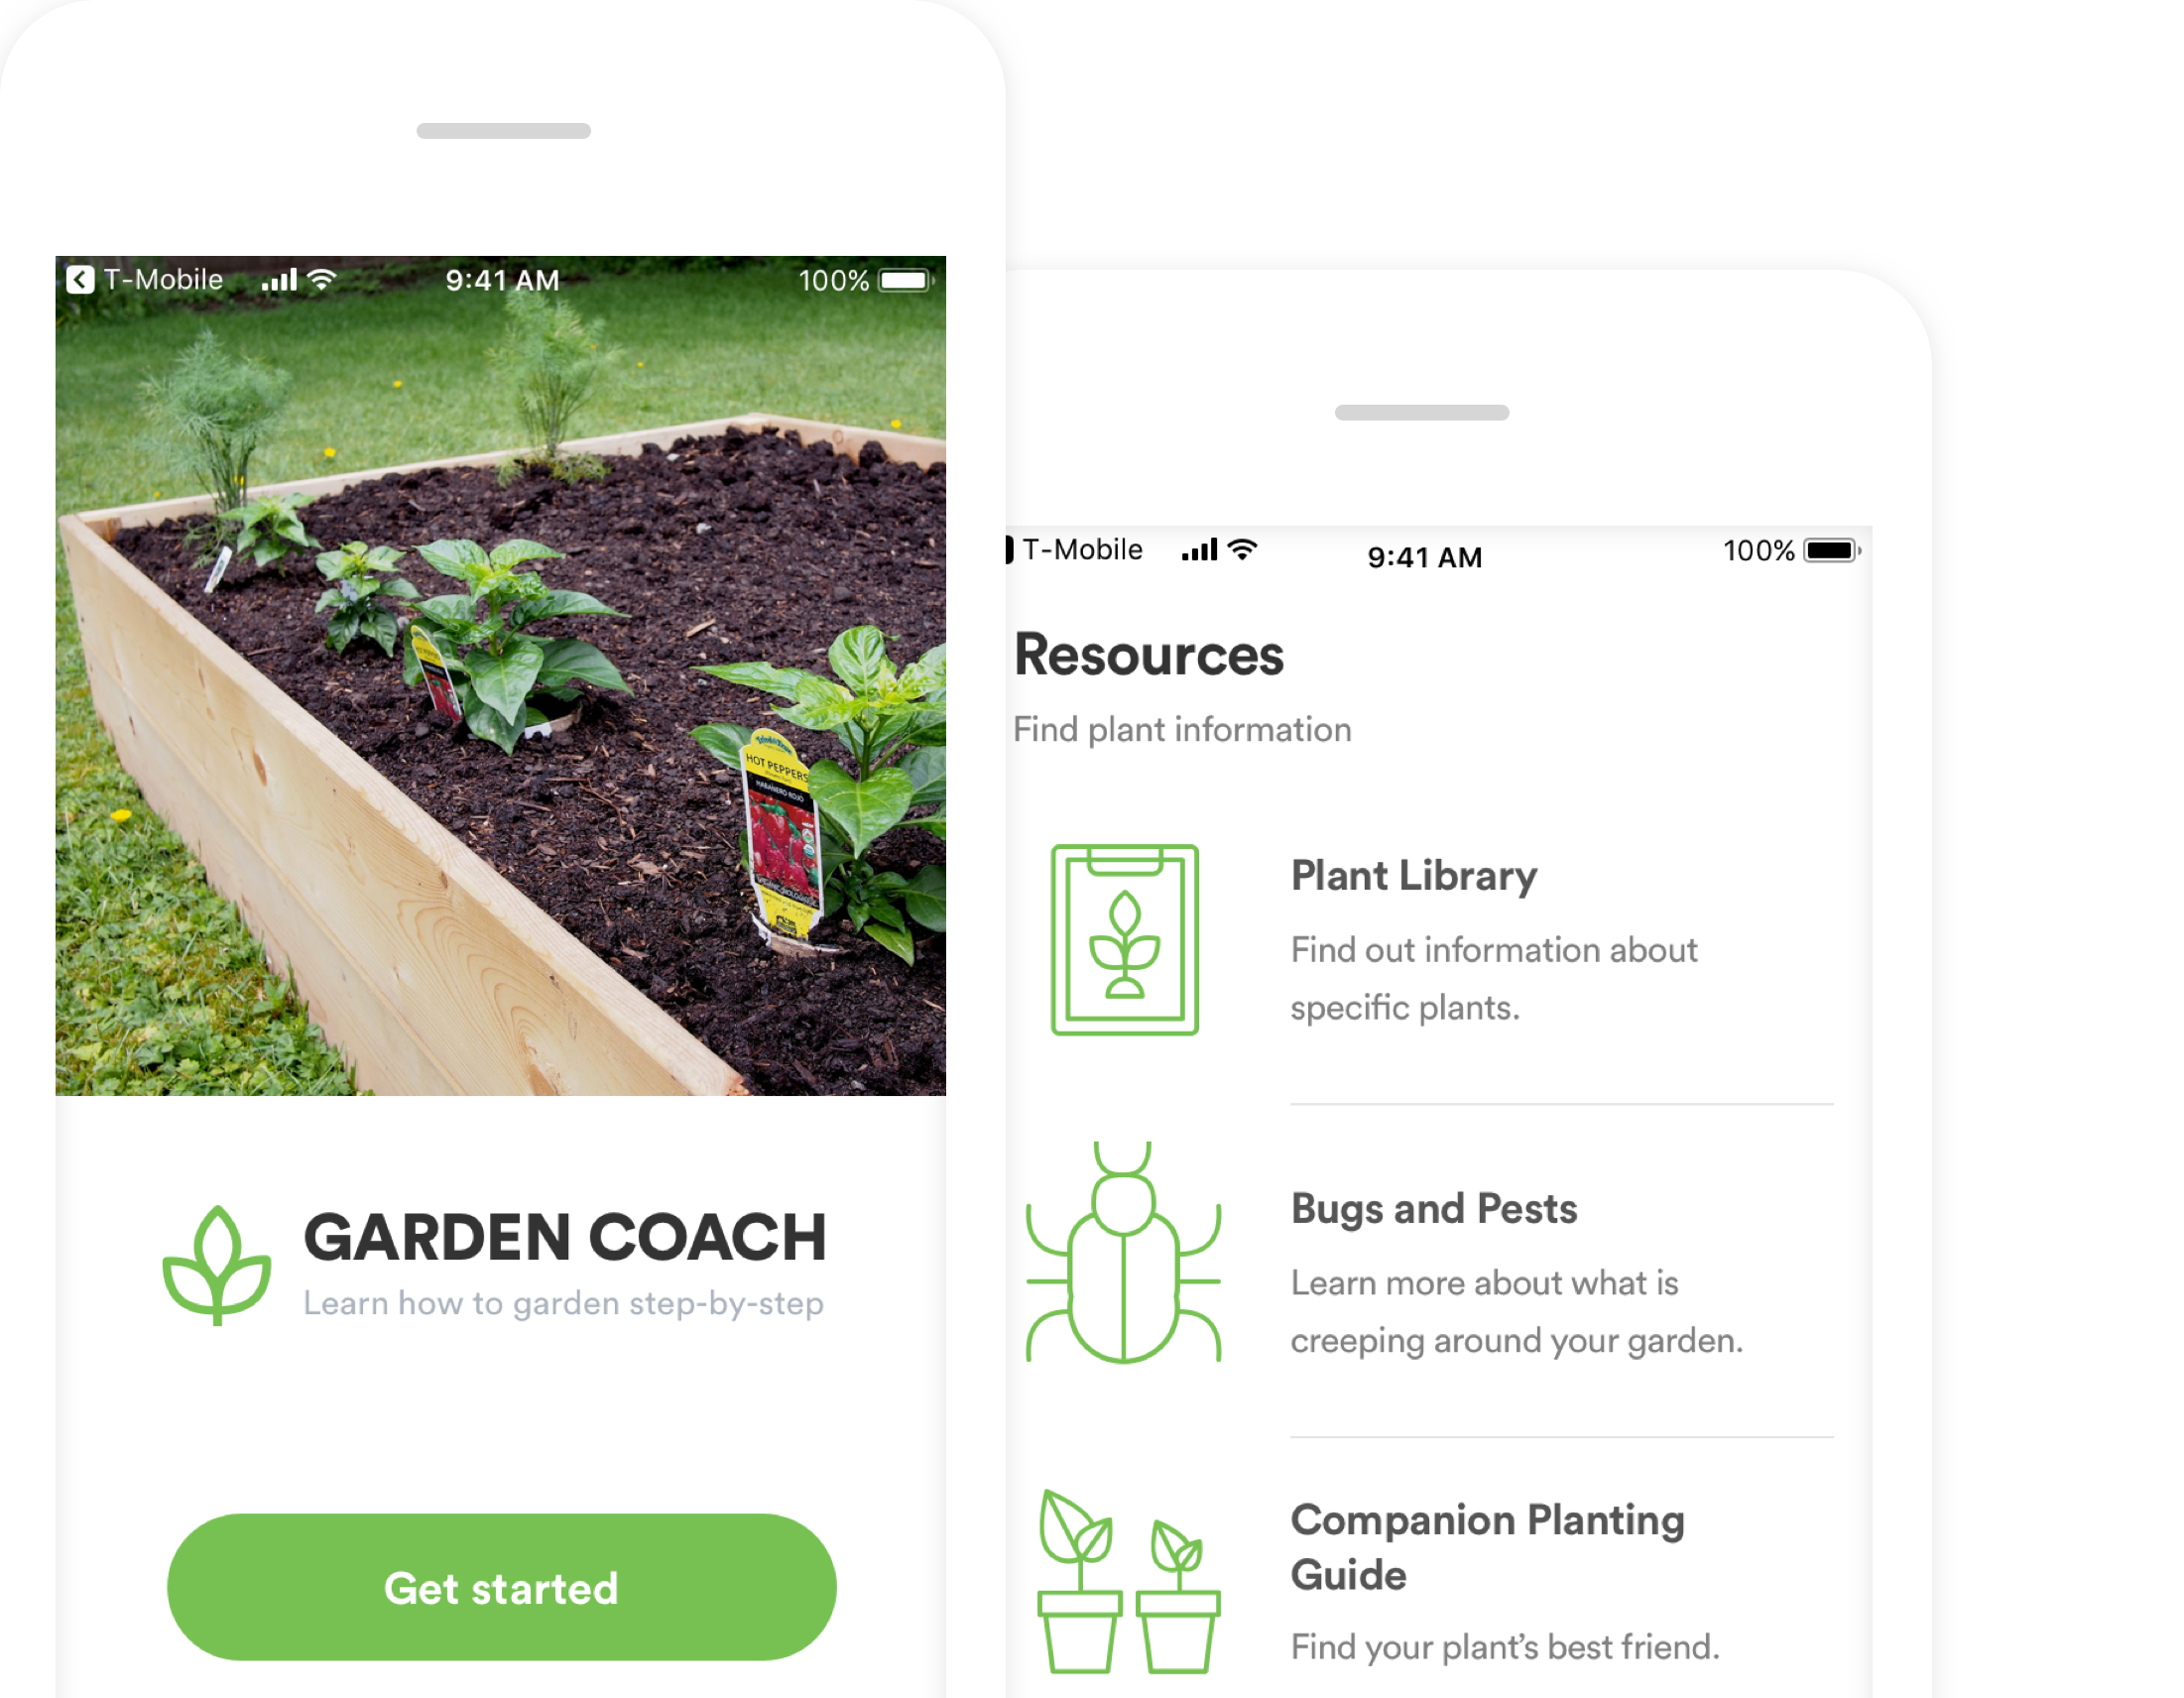 T-Mobile
9:41 AM
100%
HOT PEPPERS
HABAÑERO ROJO
GARDEN COACH
Learn how to garden step-by-step
Get started
T-Mobile
9:41 AM
100%
Resources
Find plant information
Plant Library
Find out information about
specific plants.
Bugs and Pests
Learn more about what is
creeping around your garden.
Companion Planting
Guide
Find your plant’s best friend.